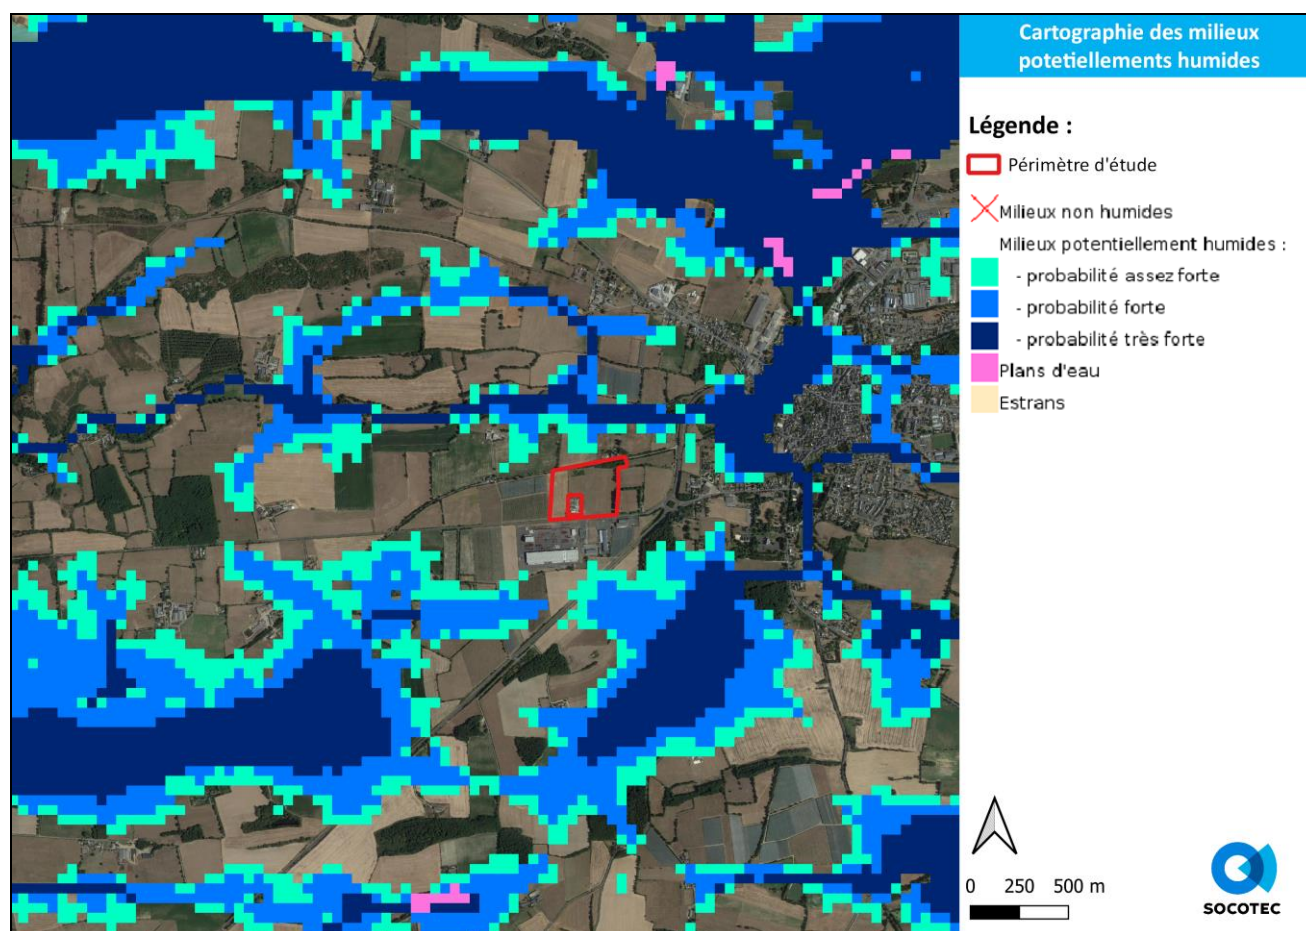 Cartographie des milieux
potetiellements humides
Légende :
Périmètre d'étude
Milieux non humides
Milieux potentiellement humides :
- probabilité assez forte
- probabilité forte
- probabilité très forte
Plans d'eau
Estrans
0 250 500 m
SOCOTEC